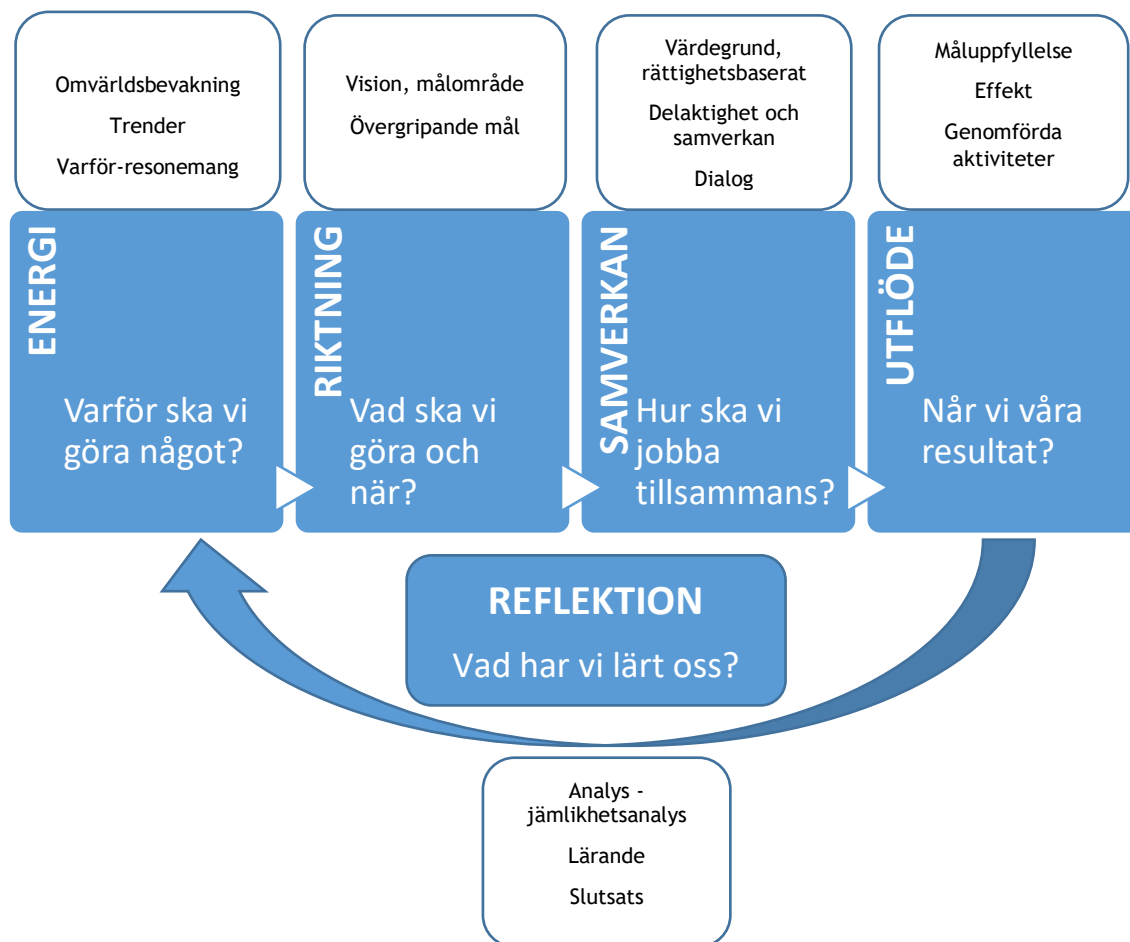 Omvärldsbevakning
Trender
Varför-resonemang
Vision, målområde
Övergripande mål
Värdegrund,
rättighetsbaserat
Delaktighet och
samverkan
Dialog
Måluppfyllelse
Effekt
Genomförda
aktiviteter
ENERGI
Varför ska vi
göra något?
RIKTNING
Vad ska vi
göra och
när?
SAMVERKAN
Hur ska vi
jobba
tillsammans?
UTFLÖDE
Når vi våra
resultat?
REFLEKTION
Vad har vi lärt oss?
Analys -
jämlikhetsanalys
Lärande
Slutsats